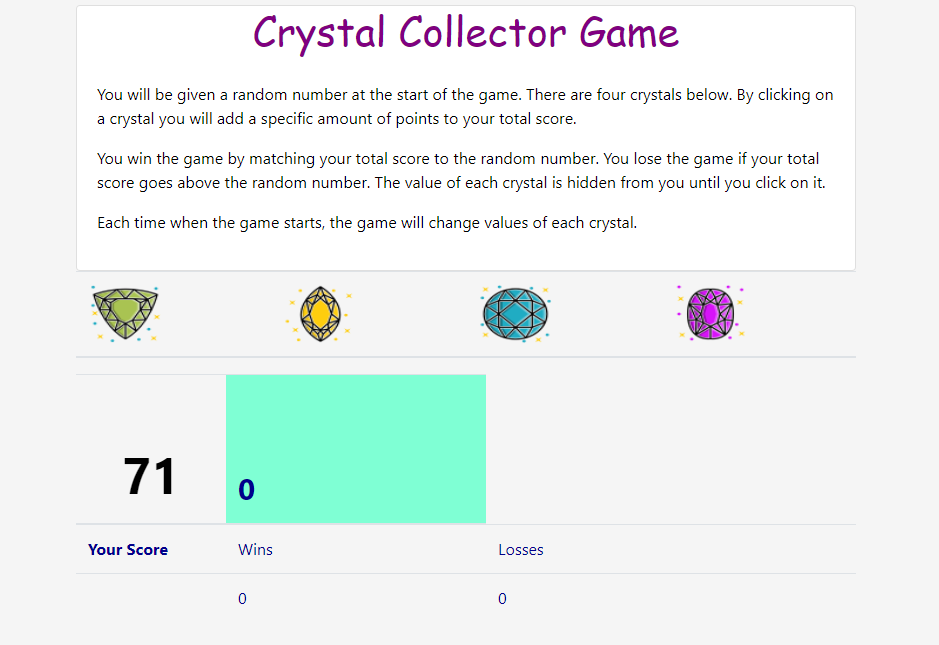 Crystal Collector Game
You will be given a random number at the start of the game. There are four crystals below. By clicking on
a crystal you will add a specific amount of points to your total score.
You win the game by matching your total score to the random number. You lose the game if your total
score goes above the random number. The value of each crystal is hidden from you until you click on it.
Each time when the game starts, the game will change values of each crystal.
71
0
Your Score Wins Losses
0 0